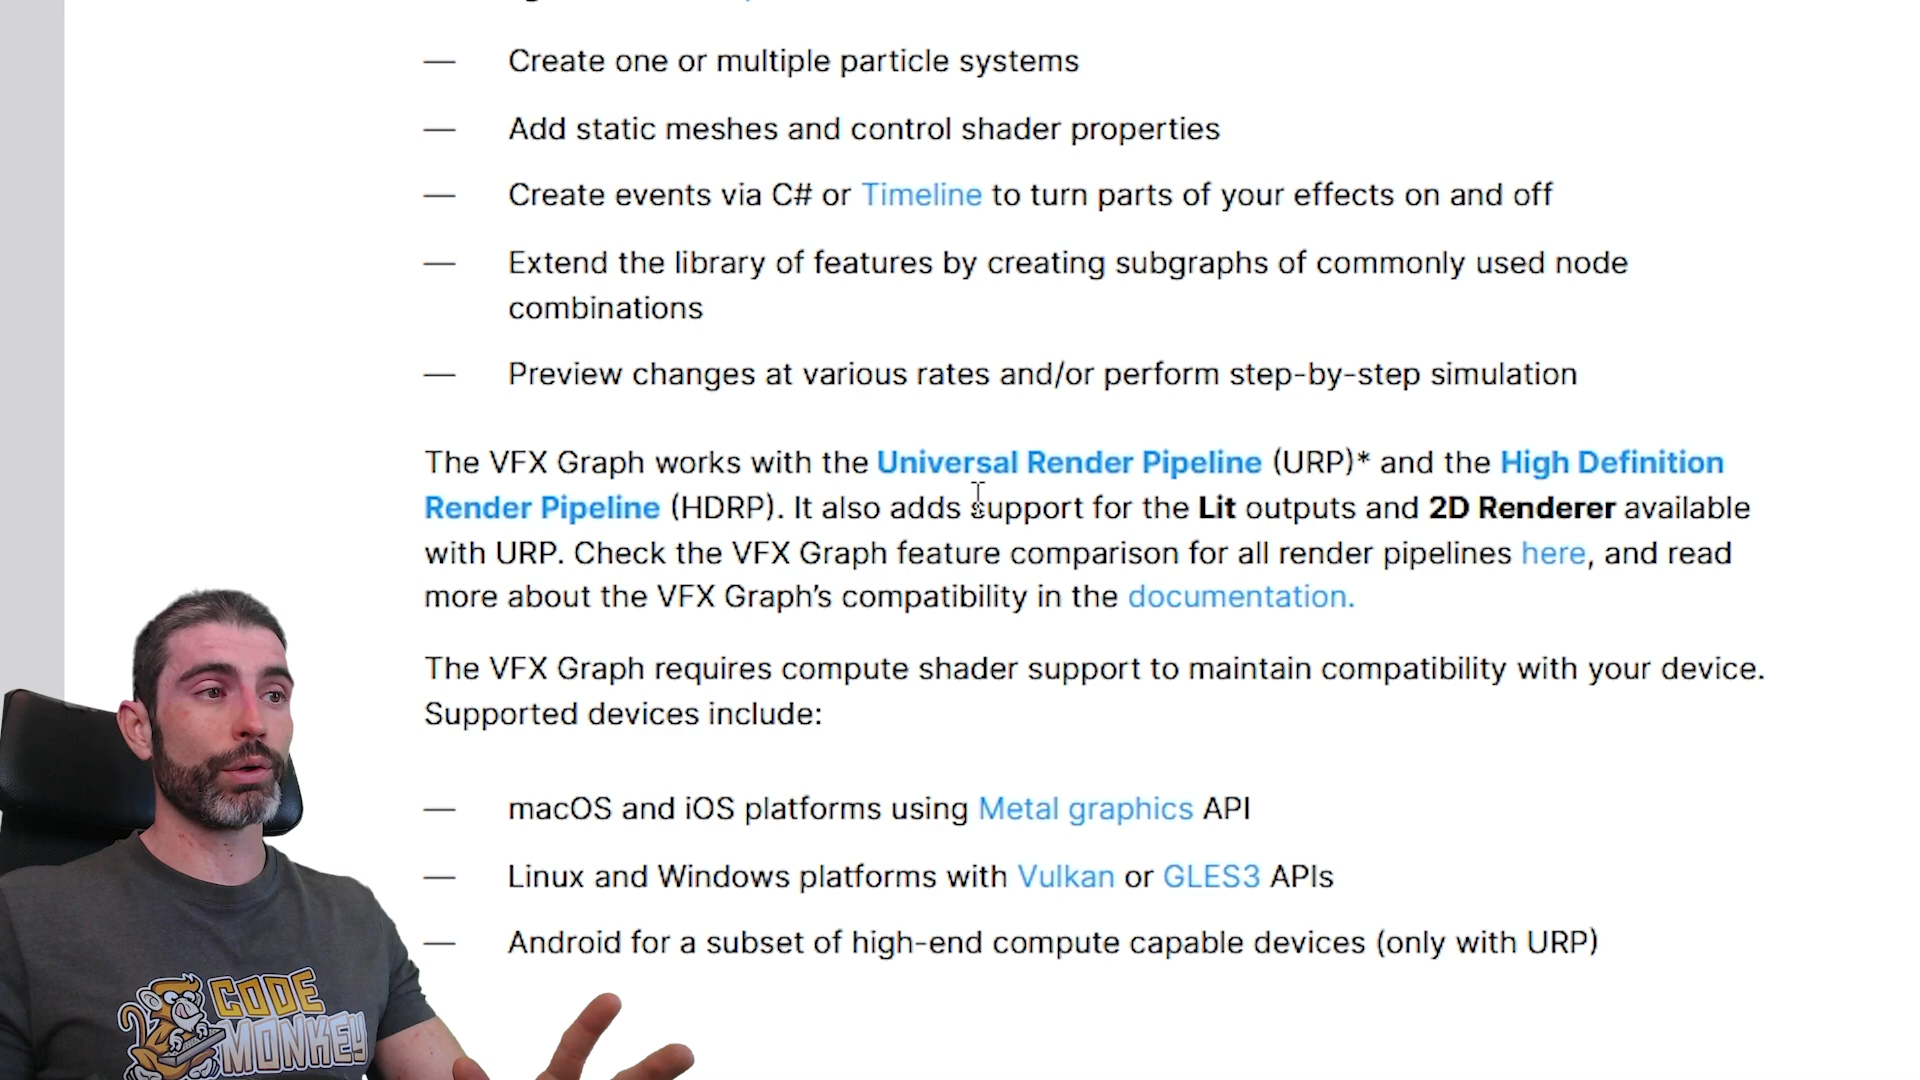 — Create one or multiple particle systems
— Add static meshes and control shader properties
— Create events via C# or Timeline to turn parts of your effects on and off
— Extend the library of features by creating subgraphs of commonly used node
combinations
— Preview changes at various rates and/or perform step-by-step simulation
The VFX Graph works with the Universal Render Pipeline (URP)* and the High Definition
Render Pipeline (HDRP). It also adds support for the Lit outputs and 2D Renderer available
with URP. Check the VFX Graph feature comparison for all render pipelines here, and read
more about the VFX Graph’s compatibility in the documentation.
The VFX Graph requires compute shader support to maintain compatibility with your device.
Supported devices include:
— macOS and iOS platforms using Metal graphics API
— Linux and Windows platforms with Vulkan or GLES3 APIs
— Android for a subset of high-end compute capable devices (only with URP)
CODE
MONKEY